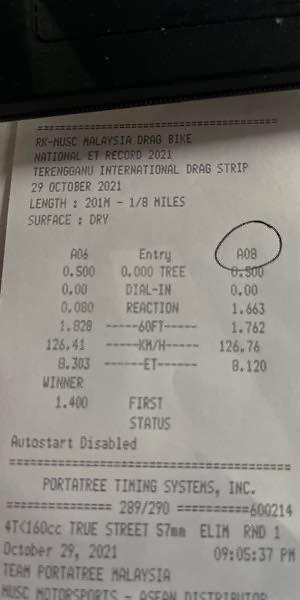 RK-MUSC MALAYSIA DRAG BIKE
NATIONAL ET RECORD 2021
TERENGGANU INTERNATIONAL DRAG STRIP
29 OCTOBER 2021
LENGTH : 201M - 1/8 MILES
SURFACE : DRY
A06 Entry A08
0.500 0.000 TREE 0.500
0.00 DIAL-IN 0.00
0.080 REACTION 1.663
1.828 -----60FT------ 1.762
126.41 -----KM/H----- 126.76
8.303 -----ET----- 8.120
WINNER
1.400 FIRST
STATUS
Autostart Disabled
PORTATREE TIMING SYSTEMS, INC.
============== 289/290 ==========600214
4T<160cc TRUE STREET 57mm ELIM RND 1
October 29, 2021 09:05:37 PM
TEAM PORTATREE MALAYSIA
MUSC MOTORSPORTS - ASEAN DISTRIBUTOR